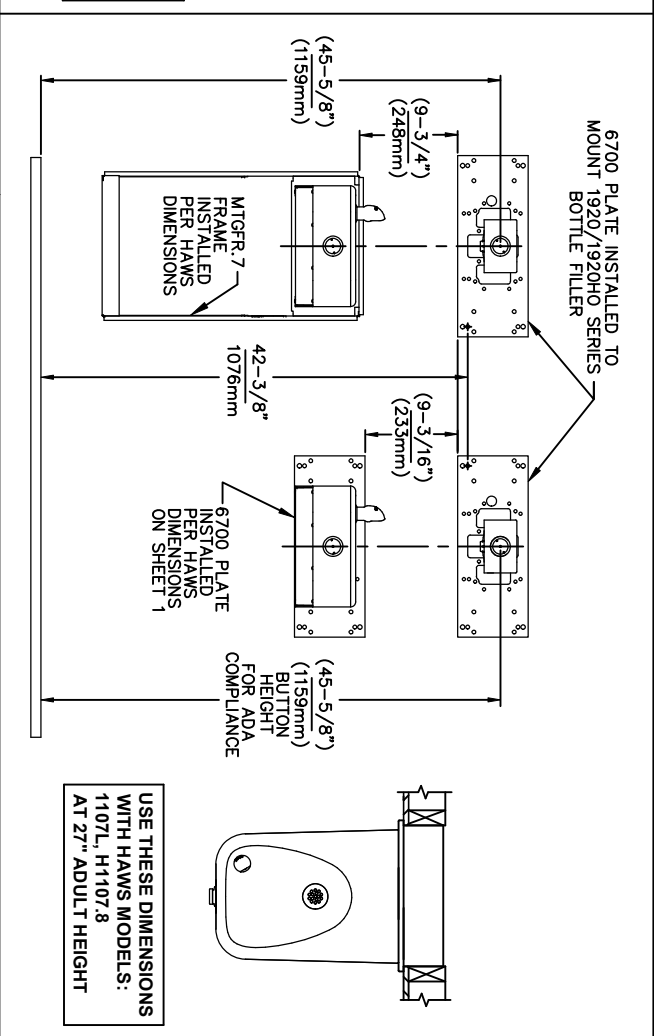 6700 PLATE INSTALLED TO
MOUNT 1920/1920HO SERIES
BOTTLE FILLER
(45-5/8")
(1159mm)
(9-3/4")
(248mm)
MTGFR.7
FRAME
INSTALLED
PER HAWS
DIMENSIONS
42-3/8"
1076mm
(9-3/16")
(233mm)
6700 PLATE
INSTALLED
PER HAWS
DIMENSIONS
ON SHEET 1
(45-5/8")
(1159mm)
BUTTON
HEIGHT
FOR ADA
COMPLIANCE
USE THESE DIMENSIONS
WITH HAWS MODELS:
1107L, H1107.8
AT 27" ADULT HEIGHT